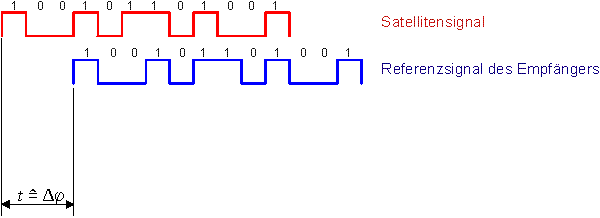 1 0 0 1 0 1 1 0 1 0 0 1
Satellitensignal
1 0 0 1 0 1 1 0 1 0 0 1
Referenzsignal des Empfängers
t ≙ Δφ